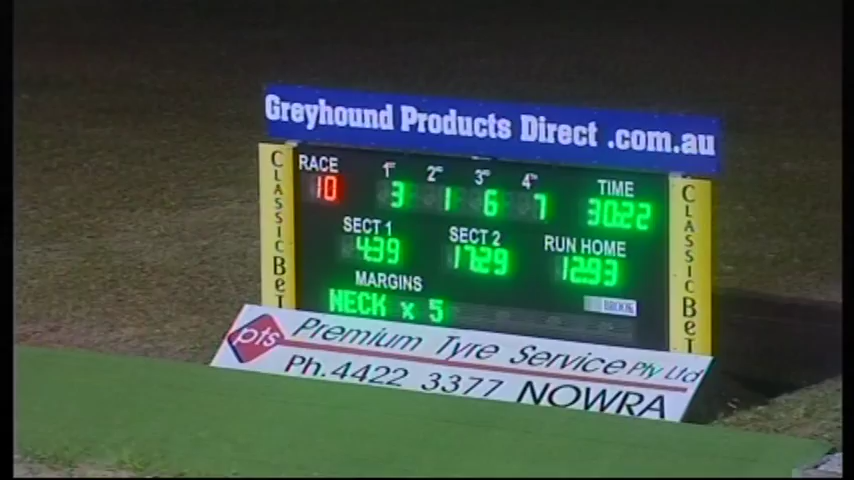 Greyhound Products Direct .com.au
CLASSICBeT
RACE 1ST 2ND 3RD 4TH TIME
10 3 1 6 7 30.22
SECT 1 SECT 2 RUN HOME
4.39 17.29 12.93
MARGINS
NECK x 5
CLASSICBeT
pts Premium Tyre Service Pty Ltd
Ph.4422 3377 NOWRA